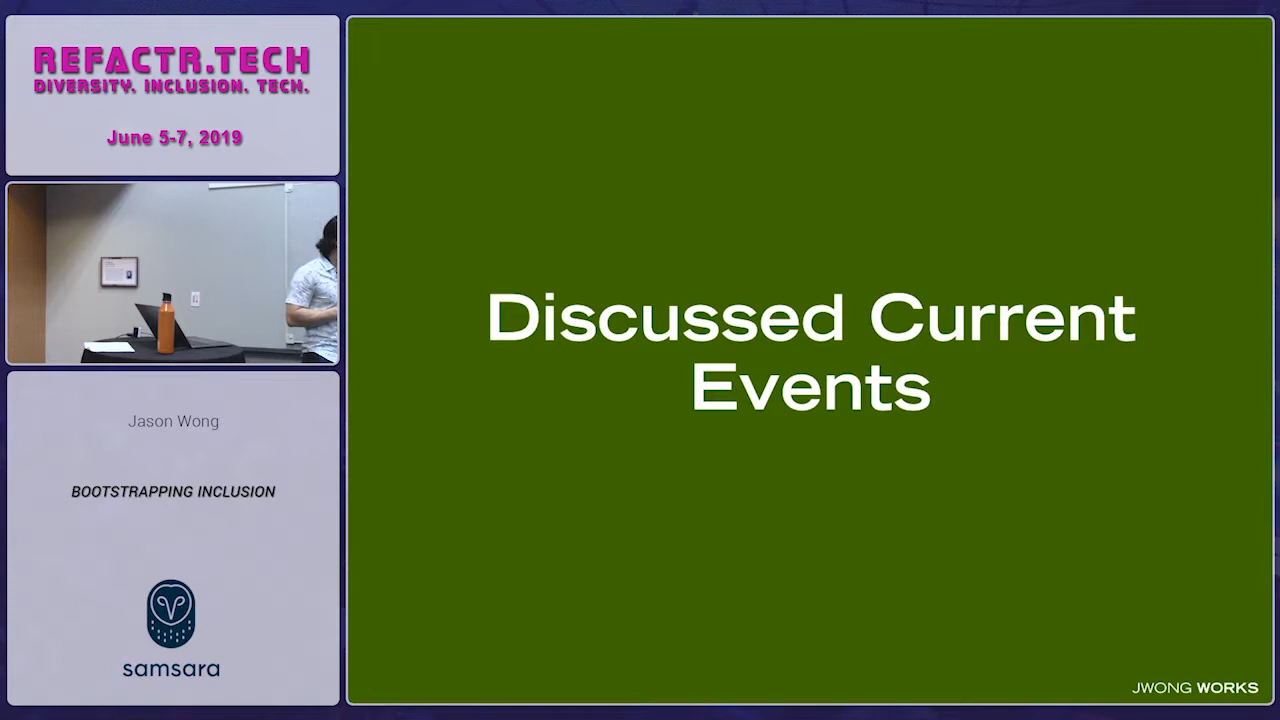 REFACTR.TECH
DIVERSITY. INCLUSION. TECH.
June 5-7, 2019
Jason Wong
BOOTSTRAPPING INCLUSION
samsara
Discussed Current
Events
JWONG WORKS